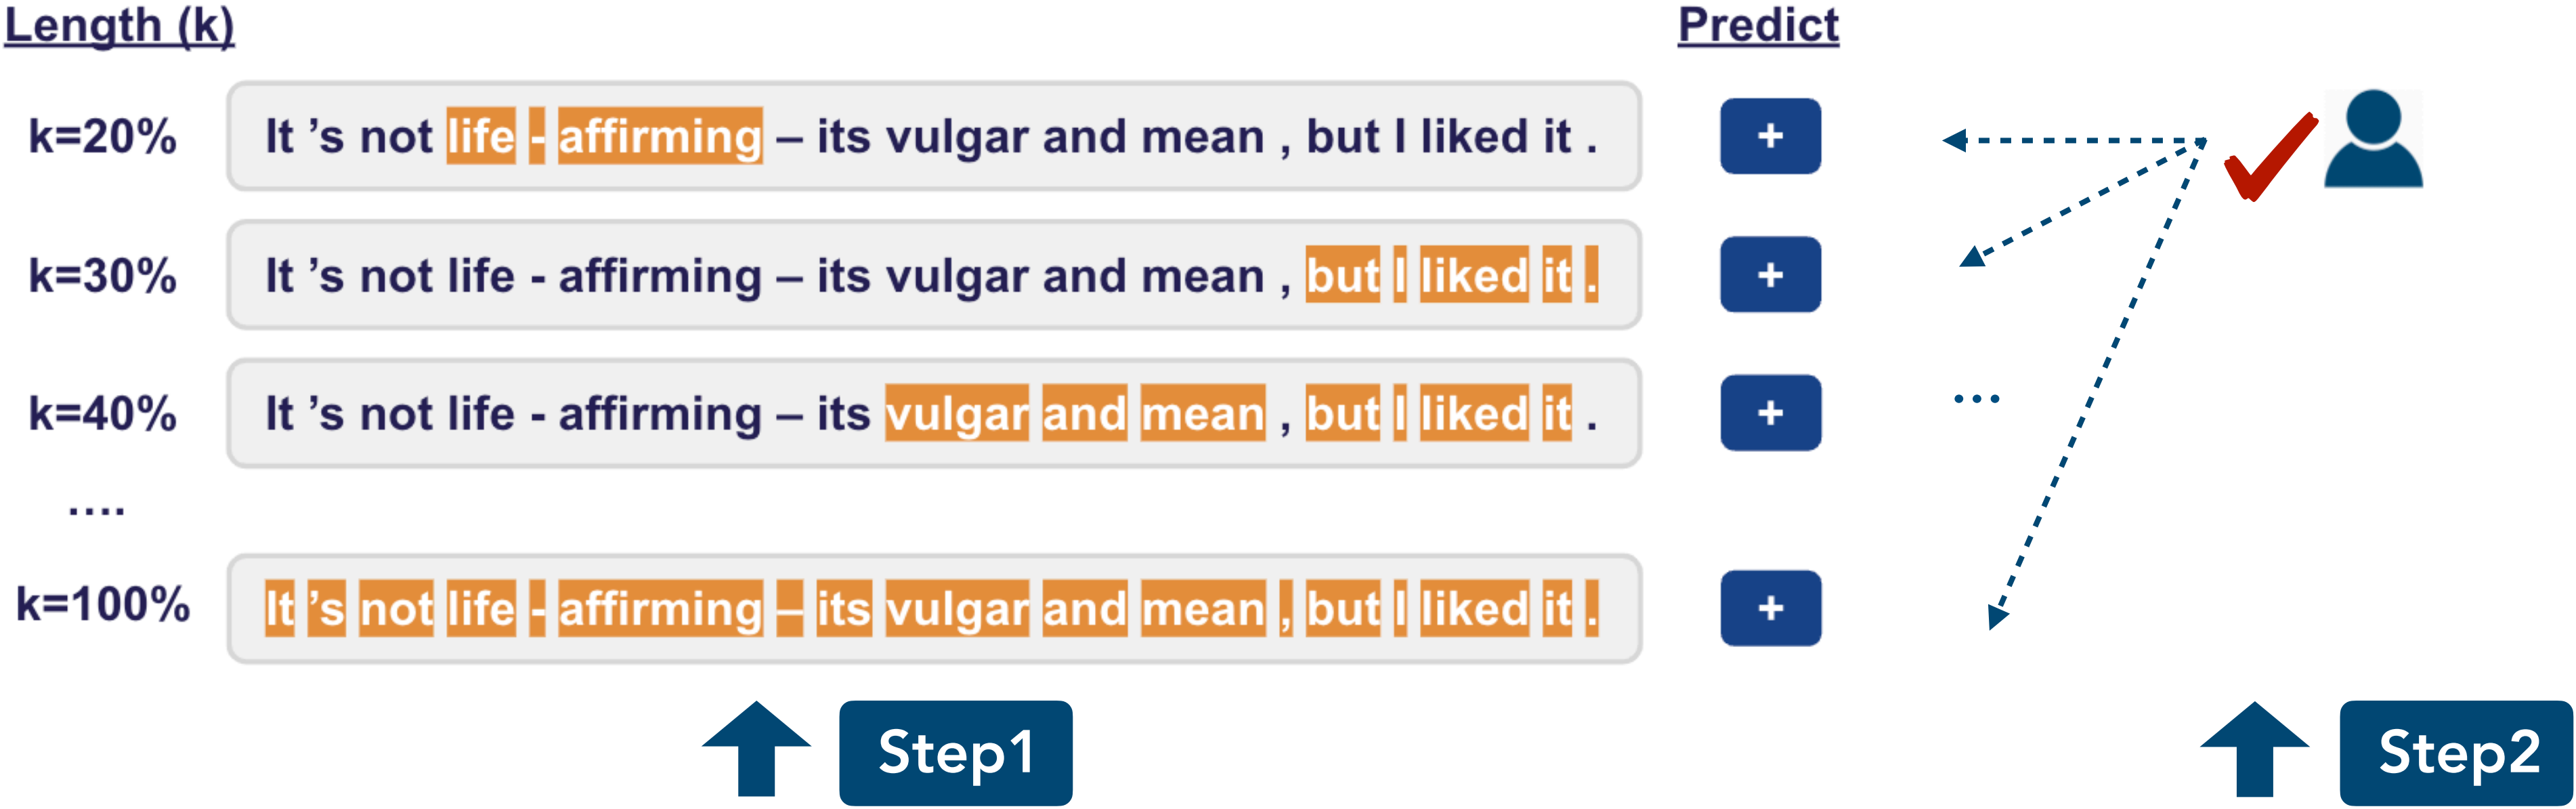 Length (k) Predict
k=20% It 's not life - affirming – its vulgar and mean , but I liked it . +
k=30% It 's not life - affirming – its vulgar and mean , but I liked it . +
k=40% It 's not life - affirming – its vulgar and mean , but I liked it . + ...
....
k=100% It 's not life - affirming – its vulgar and mean , but I liked it . +
Step1 Step2